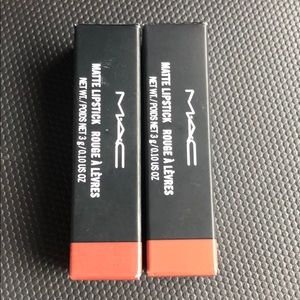 MATTE LIPSTICK ROUGE À LÈVRES
NET WT./POIDS NET 3 g/0.10 US OZ
MAC
MATTE LIPSTICK ROUGE À LÈVRES
NET WT./POIDS NET 3 g/0.10 US OZ